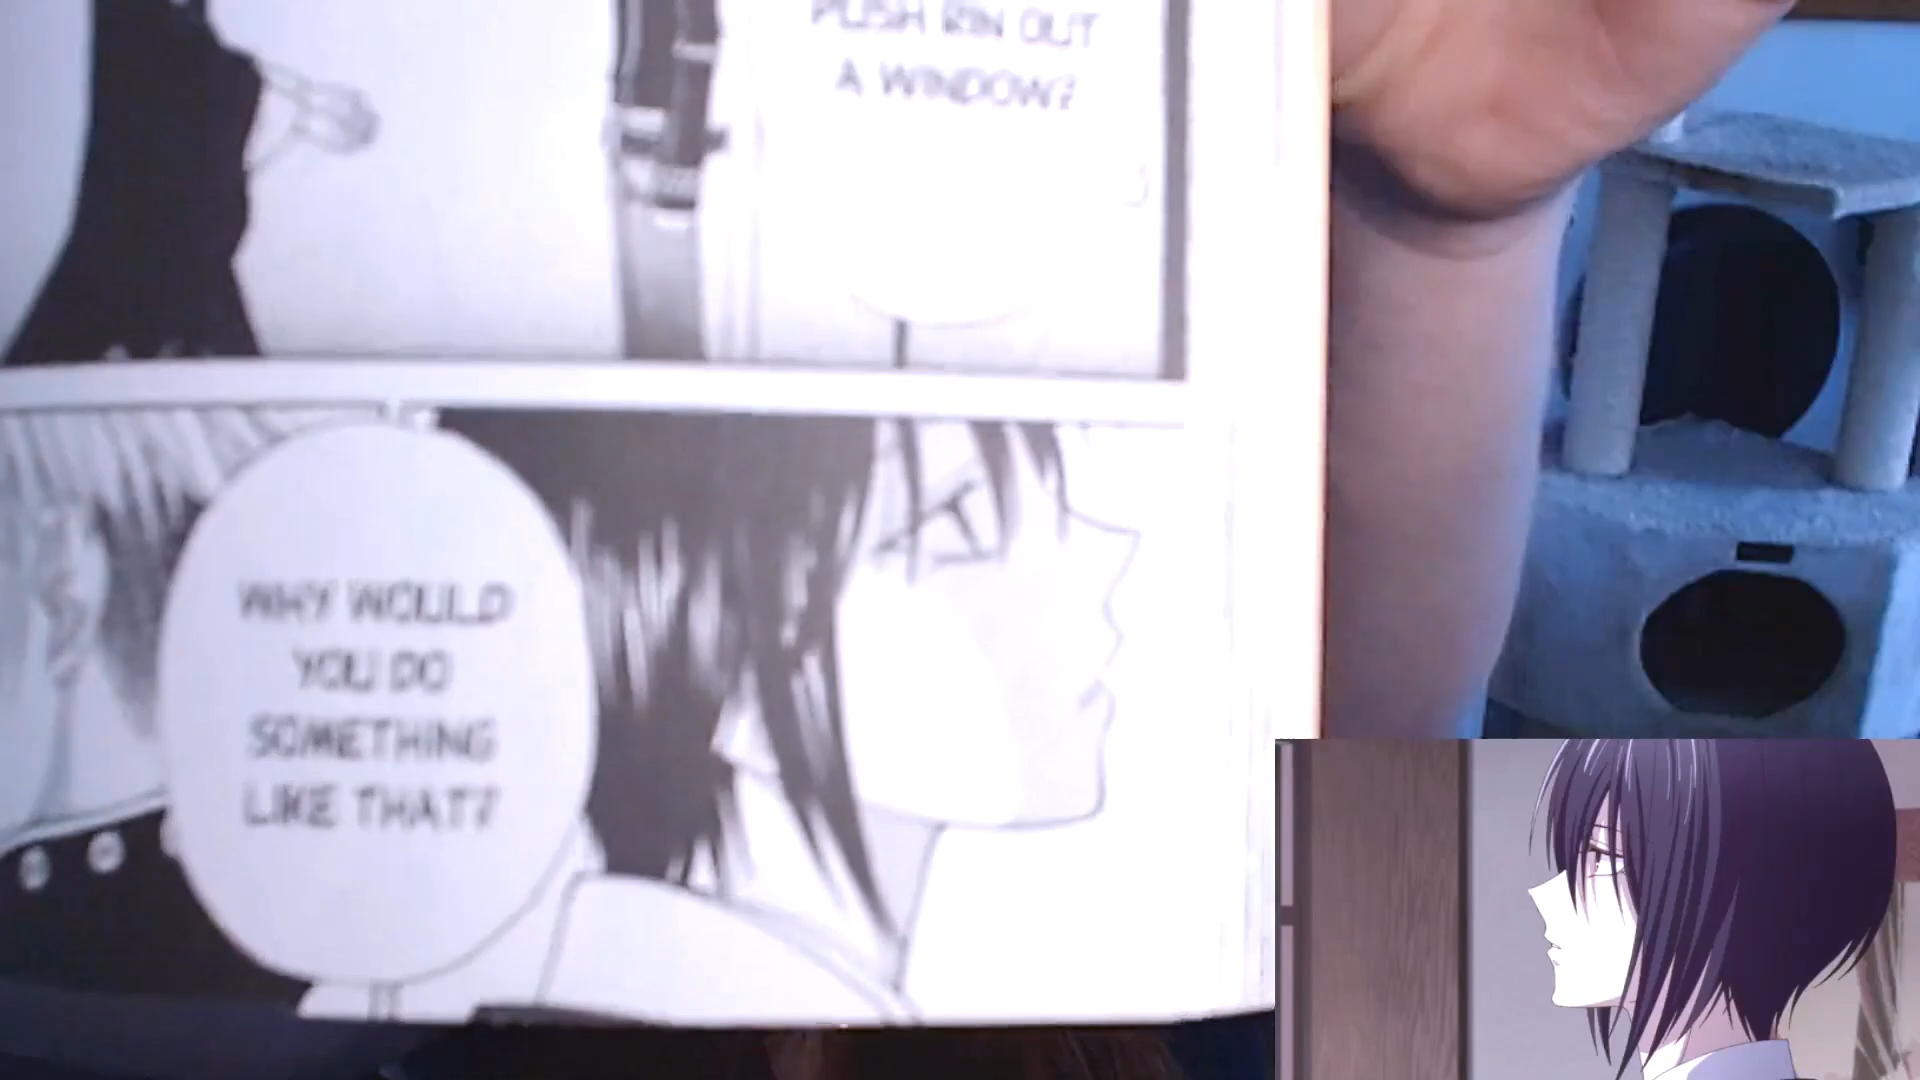 PUSH RIN OUT
A WINDOW?
WHY WOULD
YOU DO
SOMETHING
LIKE THAT?